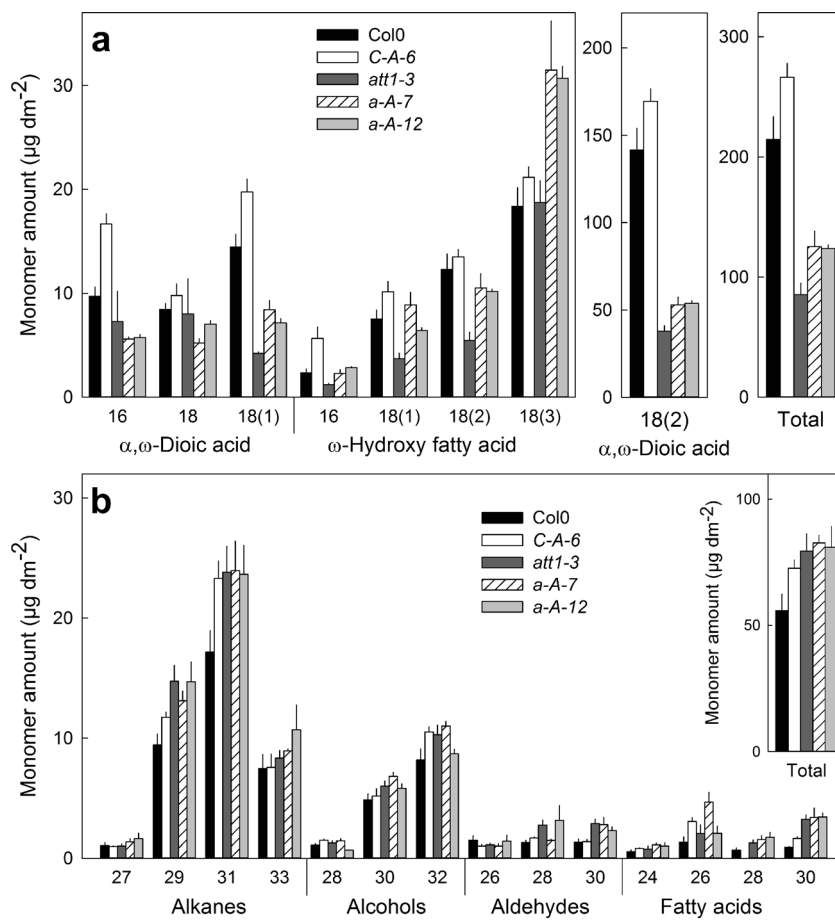 a
Col0
C-A-6
att1-3
a-A-7
a-A-12
Monomer amount (µg dm⁻²)
30
20
10
0
200
150
100
50
0
300
200
100
0
16 18 18(1) 16 18(1) 18(2) 18(3) 18(2) Total
α,ω-Dioic acid ω-Hydroxy fatty acid α,ω-Dioic acid
b
Col0
C-A-6
att1-3
a-A-7
a-A-12
Monomer amount (µg dm⁻²)
30
20
10
0
Monomer amount (µg dm⁻²)
100
50
0
Total
27 29 31 33 28 30 32 26 28 30 24 26 28 30
Alkanes Alcohols Aldehydes Fatty acids